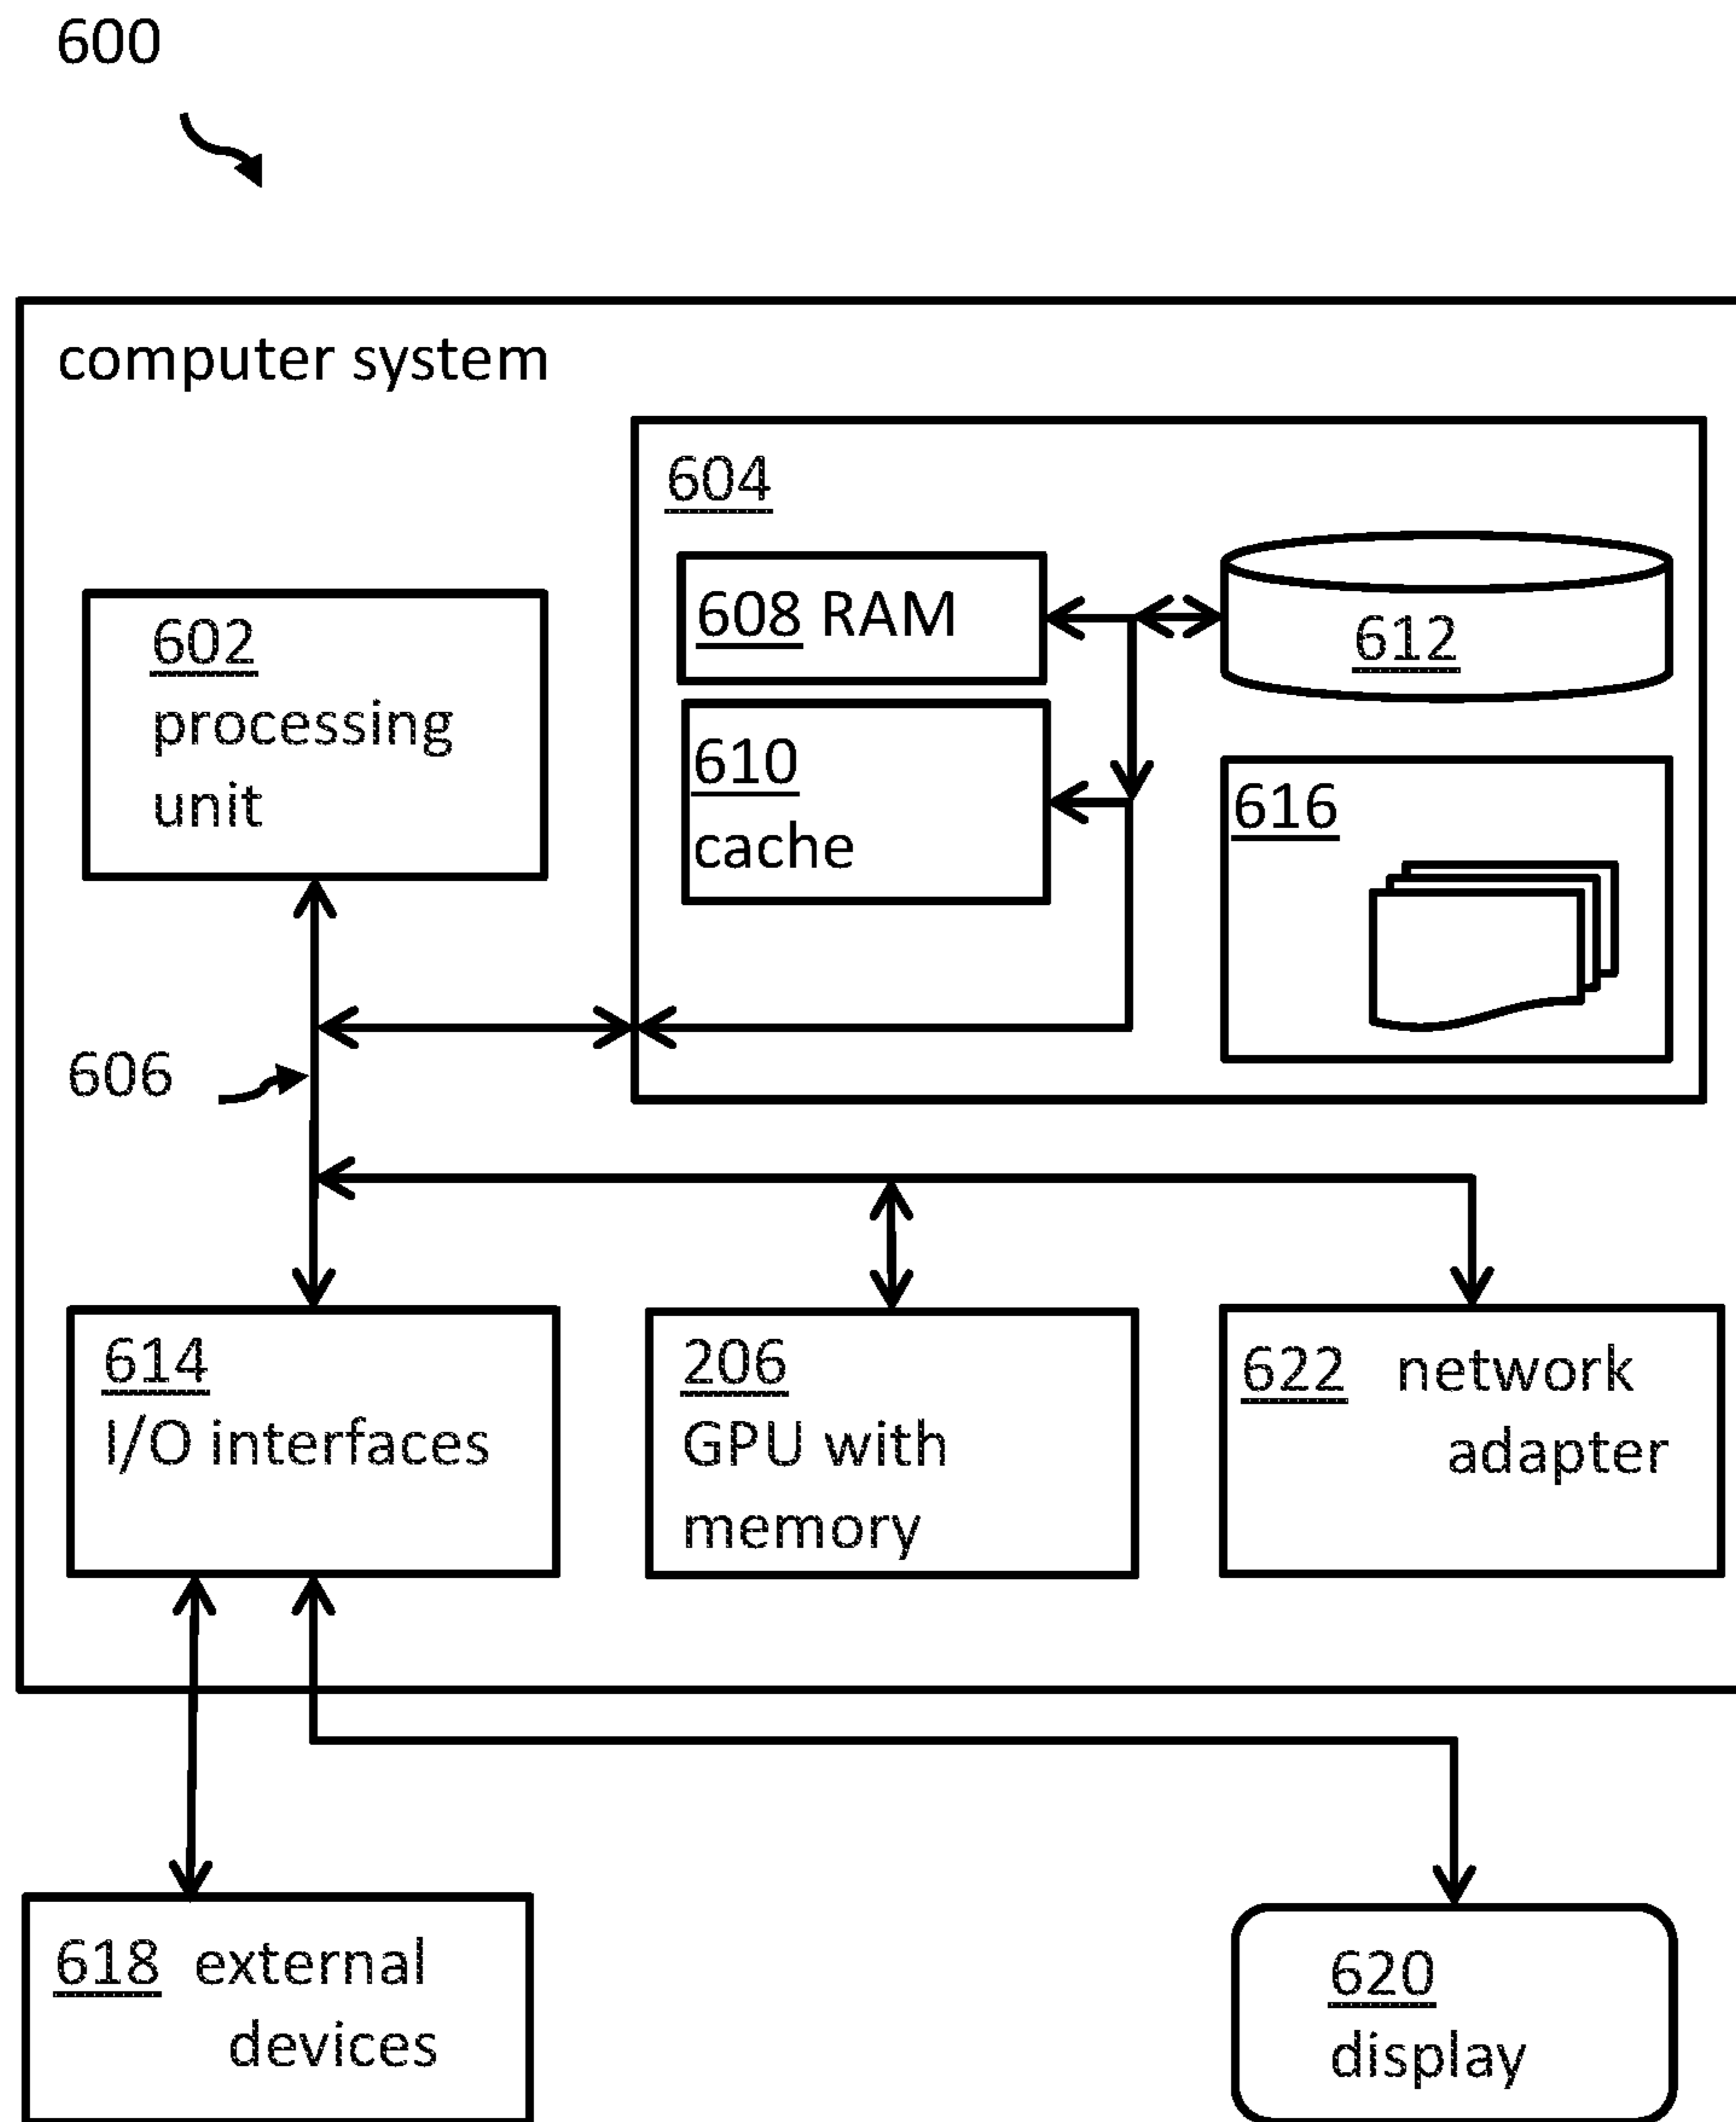 600
computer system
604
602
processing
unit
608 RAM
612
610
cache
616
606
614
I/O interfaces
206
GPU with
memory
622 network
adapter
618 external
devices
620
display